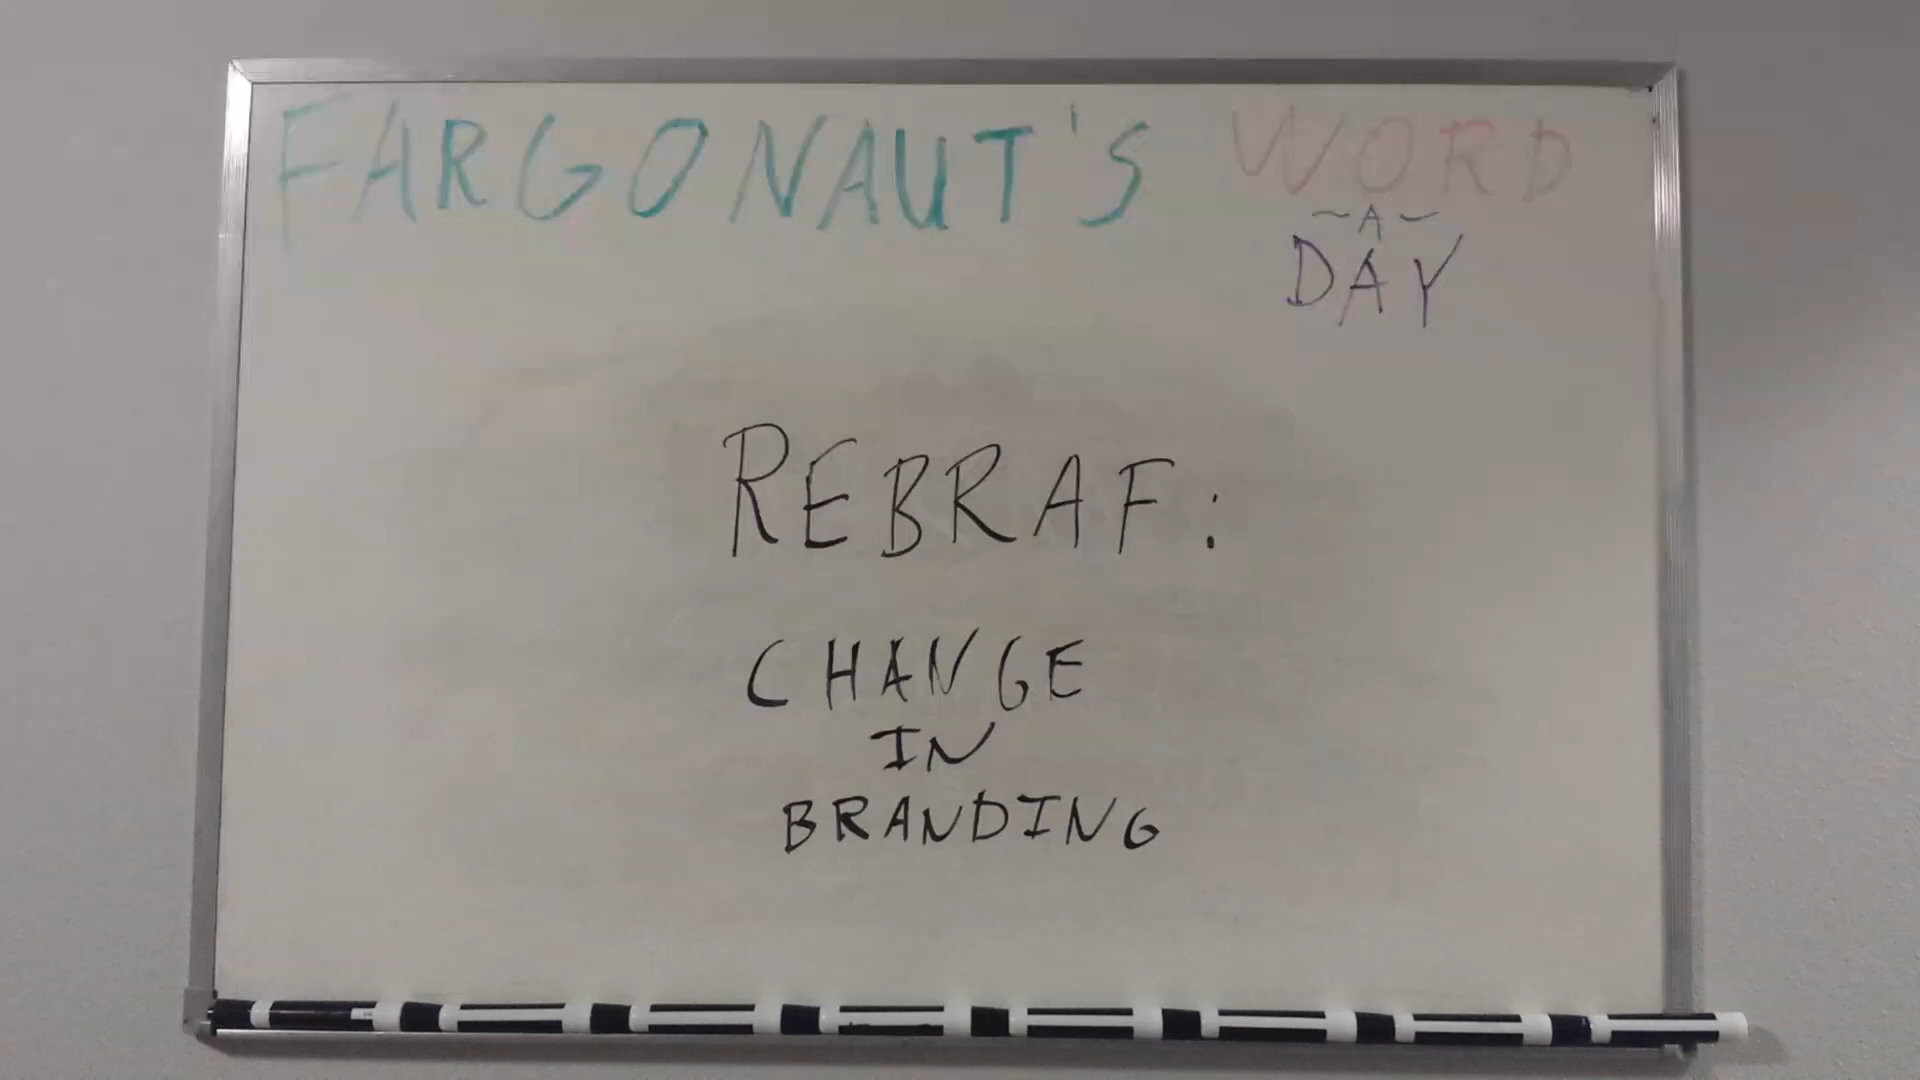 FARGONAUT'S WORD
~A~
DAY
REBRAF:
CHANGE
IN
BRANDING